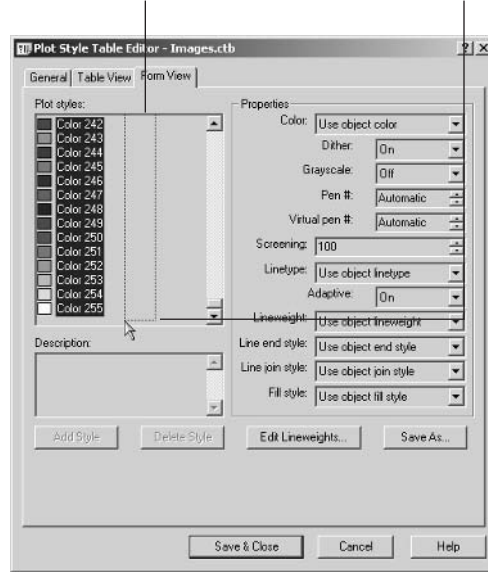 Plot Style Table Editor - Images.ctb
General Table View Form View
Plot styles:
Color 242
Color 243
Color 244
Color 245
Color 246
Color 247
Color 248
Color 249
Color 250
Color 251
Color 252
Color 253
Color 254
Color 255
Description:
Add Style Delete Style
Properties
Color: Use object color
Dither: On
Grayscale: Off
Pen #: Automatic
Virtual pen #: Automatic
Screening: 100
Linetype: Use object linetype
Adaptive: On
Lineweight: Use object lineweight
Line end style: Use object end style
Line join style: Use object join style
Fill style: Use object fill style
Edit Lineweights... Save As...
Save & Close Cancel Help